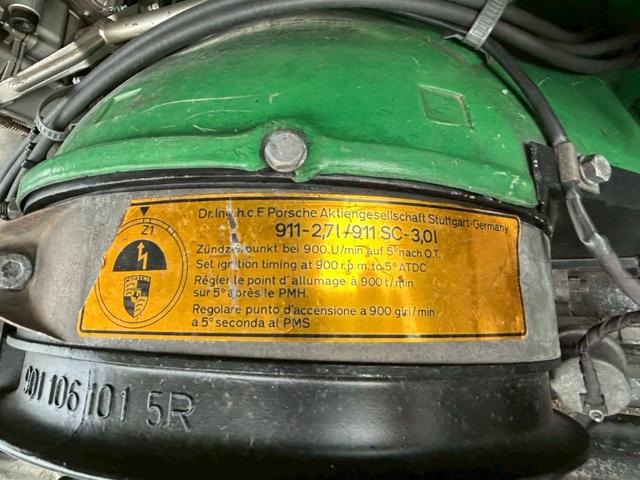 Dr. Ing. h.c. F. Porsche Aktiengesellschaft Stuttgart-Germany
911-2,7l/911 SC-3,0l
Z1
Zündzeitpunkt bei 900 U/min auf 5° nach O.T.
Set ignition timing at 900 r.p.m. to 5° ATDC
Régler le point d'allumage à 900 t/min
sur 5° après le PMH.
Regolare punto d'accensione a 900 giri/min
a 5° seconda al PMS
PORSCHE
901 106 101 5R